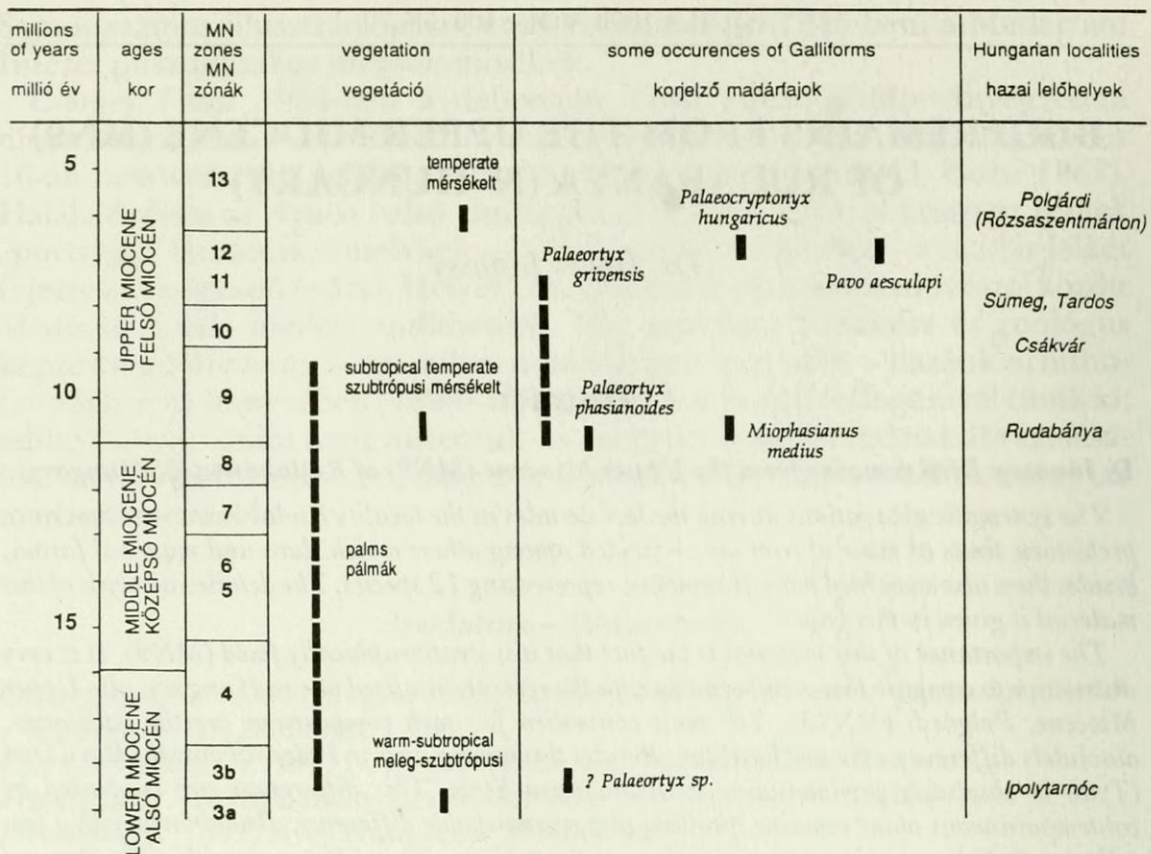 millions
of years
millió év
ages
kor
MN
zones
MN
zónák
vegetation
vegetáció
some occurences of Galliforms
korjelző madárfajok
Hungarian localities
hazai lelőhelyek
5
10
15
UPPER MIOCENE
FELSŐ MIOCÉN
MIDDLE MIOCENE
KÖZÉPSŐ MIOCÉN
LOWER MIOCENE
ALSÓ MIOCÉN
13
12
11
10
9
8
7
6
5
4
3b
3a
temperate
mérsékelt
subtropical temperate
szubtrópusi mérsékelt
palms
pálmák
warm-subtropical
meleg-szubtrópusi
Palaeocryptonyx
hungaricus
Palaeortyx
grivensis
Pavo aesculapi
Palaeortyx
phasianoides
Miophasianus
medius
? Palaeortyx sp.
Polgárdi
(Rózsaszentmárton)
Sümeg, Tardos
Csákvár
Rudabánya
Ipolytarnóc